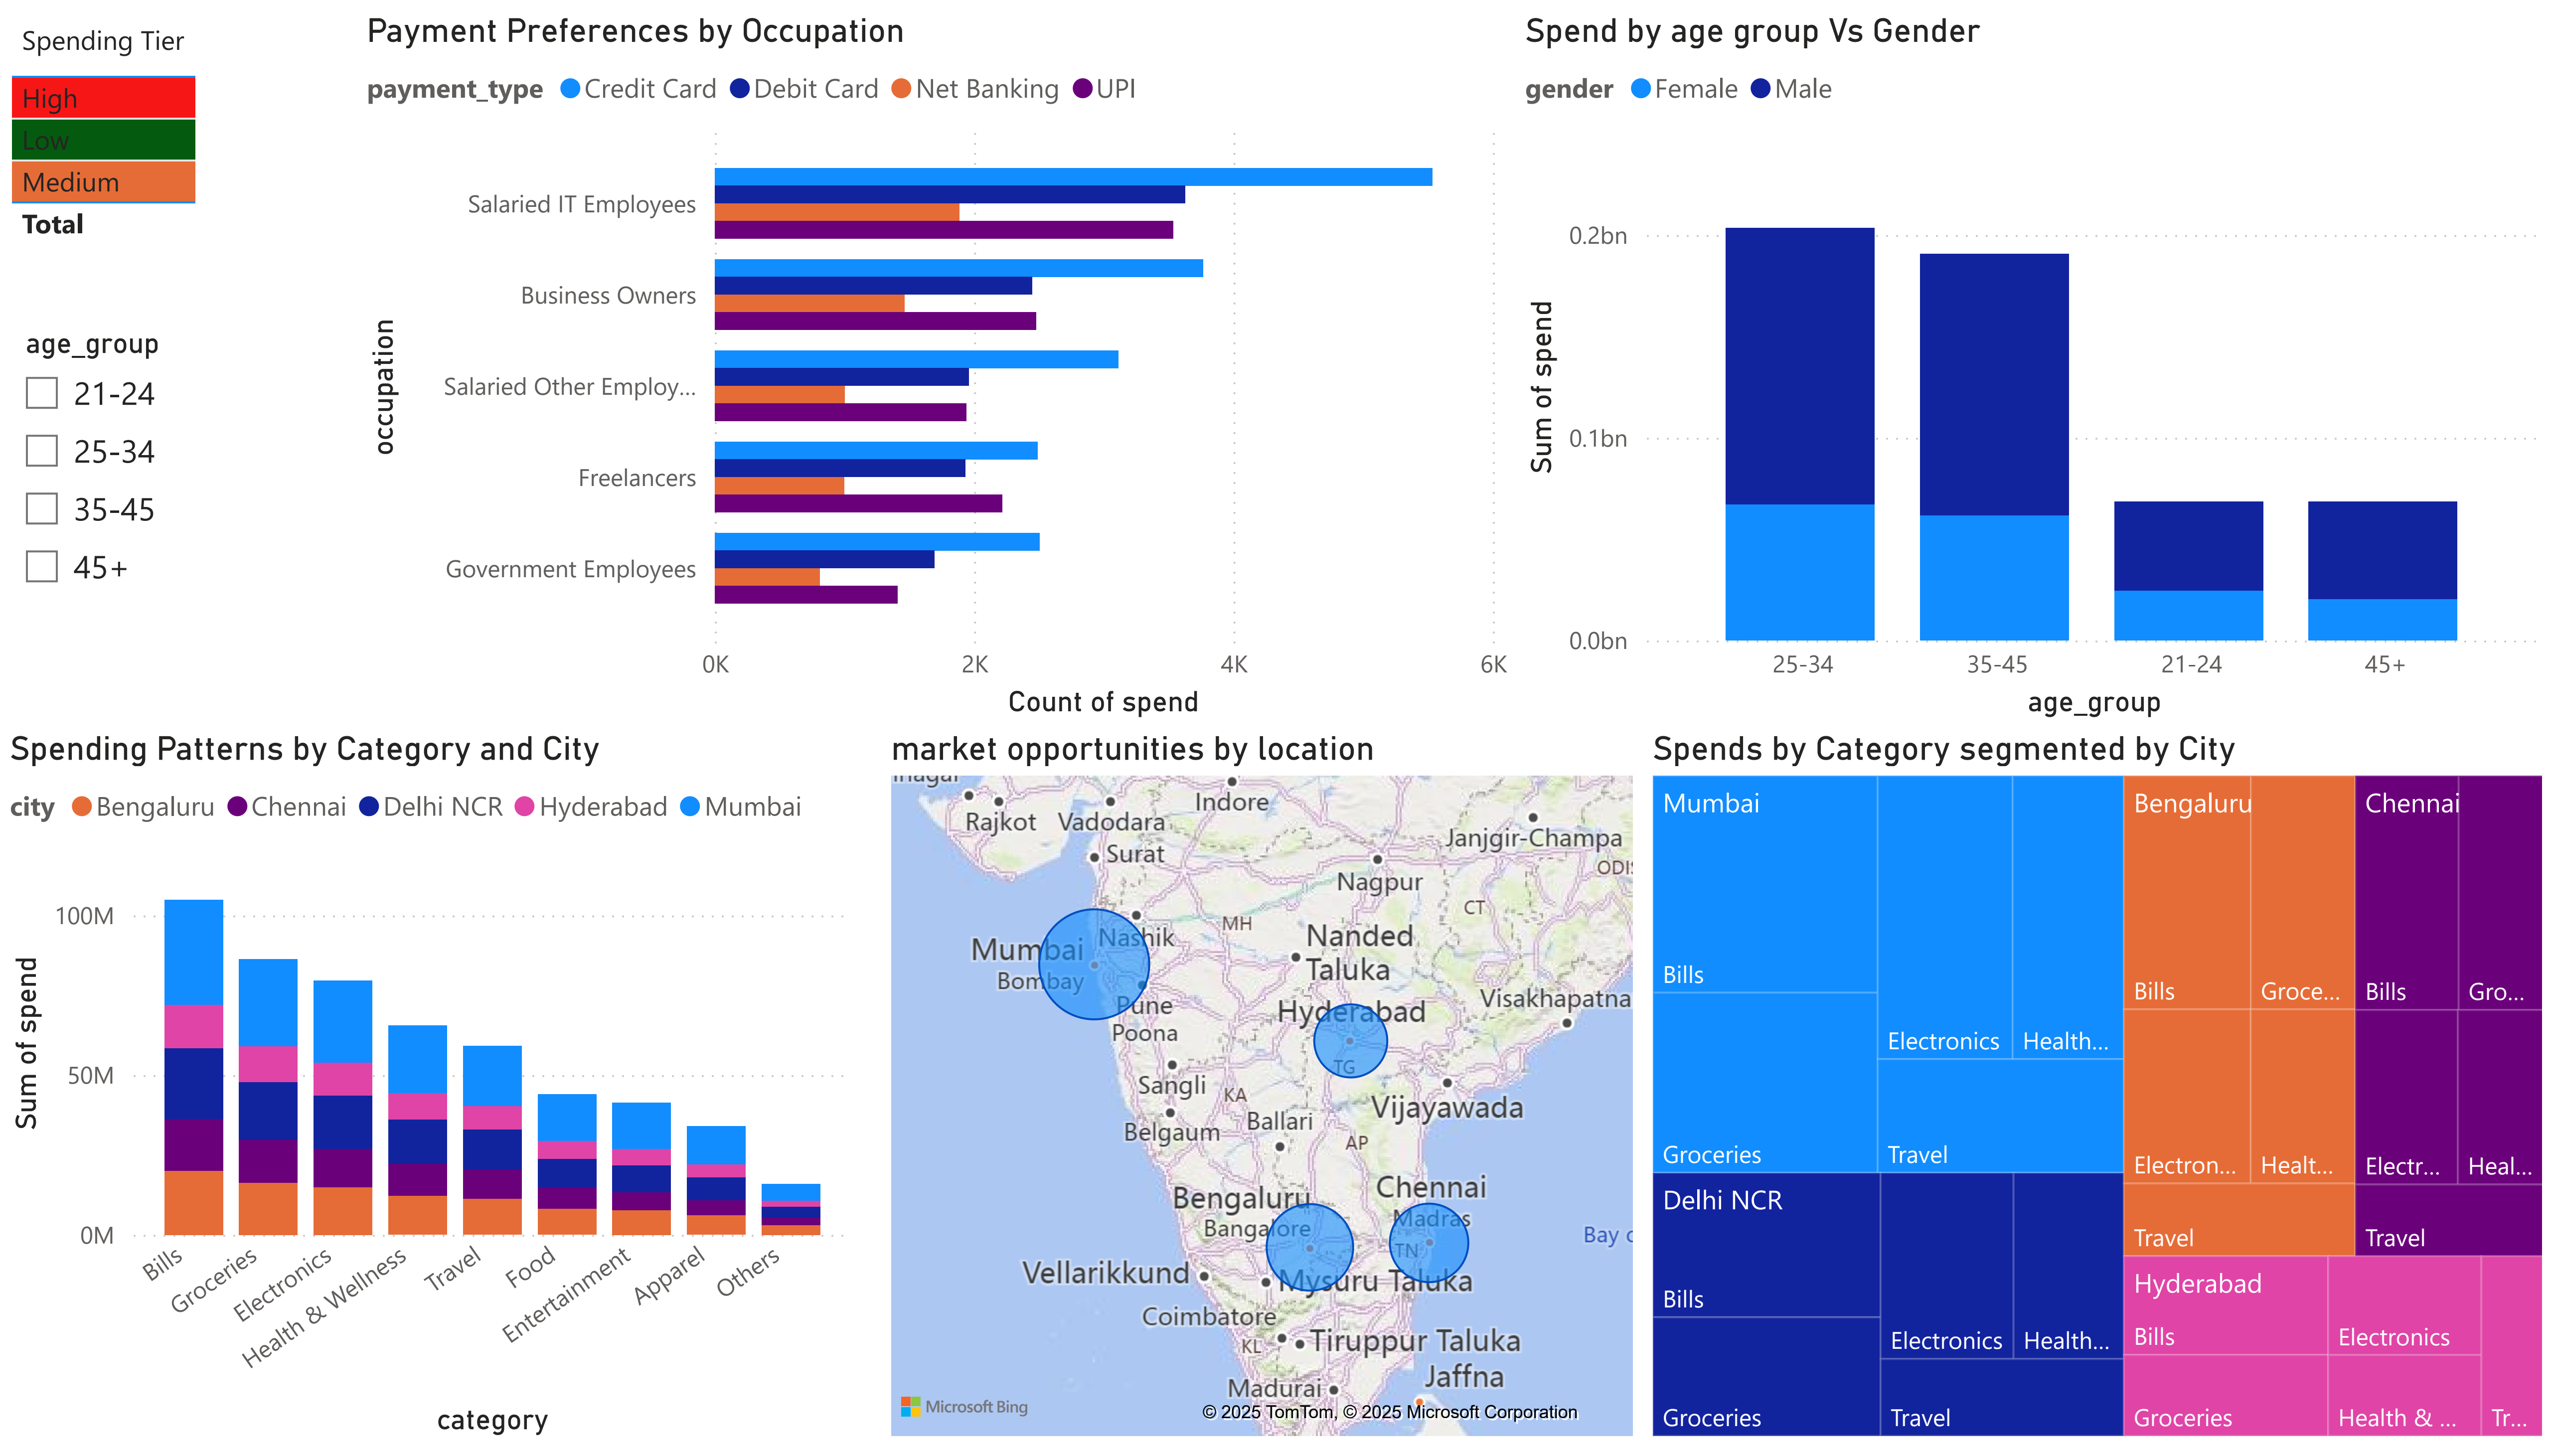 Spending Tier
High
Low
Medium
Total
age_group
21-24
25-34
35-45
45+
Payment Preferences by Occupation
payment_type Credit Card Debit Card Net Banking UPI
occupation
Salaried IT Employees
Business Owners
Salaried Other Employ...
Freelancers
Government Employees
0K 2K 4K 6K
Count of spend
Spend by age group Vs Gender
gender Female Male
Sum of spend
0.2bn
0.1bn
0.0bn
25-34 35-45 21-24 45+
age_group
Spending Patterns by Category and City
city Bengaluru Chennai Delhi NCR Hyderabad Mumbai
Sum of spend
100M
50M
0M
Bills Groceries Electronics Health & Wellness Travel Food Entertainment Apparel Others
category
market opportunities by location
Indore
Rajkot Vadodara
Janjgir-Champa
Surat
Nagpur
CT
MH
Nashik
Nanded
Taluka
Mumbai
Bombay
Pune
Poona
Visakhapatna
Hyderabad
TG
Sangli
KA
Vijayawada
Belgaum
Ballari
AP
Chennai
Bengaluru
Madras
Bangalore
TN
Vellarikkund
Mysuru Taluka
Coimbatore
KL
Tiruppur Taluka
Jaffna
Madurai
Microsoft Bing
© 2025 TomTom, © 2025 Microsoft Corporation
Spends by Category segmented by City
Mumbai
Bills
Groceries
Electronics
Health...
Travel
Delhi NCR
Bills
Groceries
Electronics
Health...
Travel
Bengaluru
Bills
Groce...
Electron...
Healt...
Travel
Chennai
Bills
Gro...
Electr...
Heal...
Travel
Hyderabad
Bills
Electronics
Groceries
Health & ...
Tr...